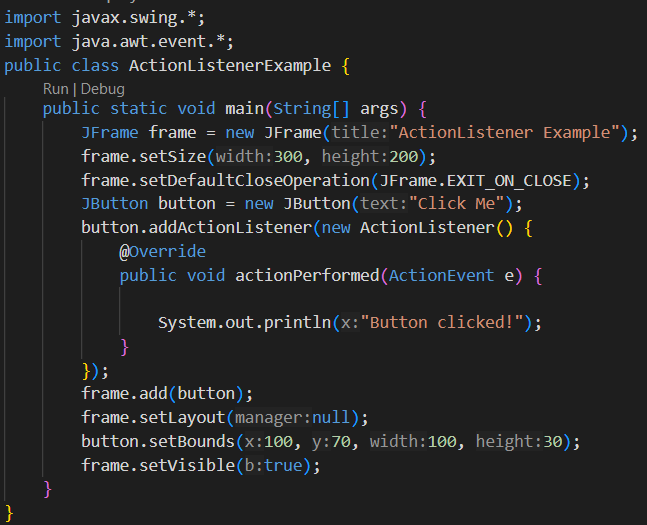 import javax.swing.*;
import java.awt.event.*;
public class ActionListenerExample {
Run | Debug
public static void main(String[] args) {
JFrame frame = new JFrame(title:"ActionListener Example");
frame.setSize(width:300, height:200);
frame.setDefaultCloseOperation(JFrame.EXIT_ON_CLOSE);
JButton button = new JButton(text:"Click Me");
button.addActionListener(new ActionListener() {
@Override
public void actionPerformed(ActionEvent e) {
System.out.println(x:"Button clicked!");
}
});
frame.add(button);
frame.setLayout(manager:null);
button.setBounds(x:100, y:70, width:100, height:30);
frame.setVisible(b:true);
}
}